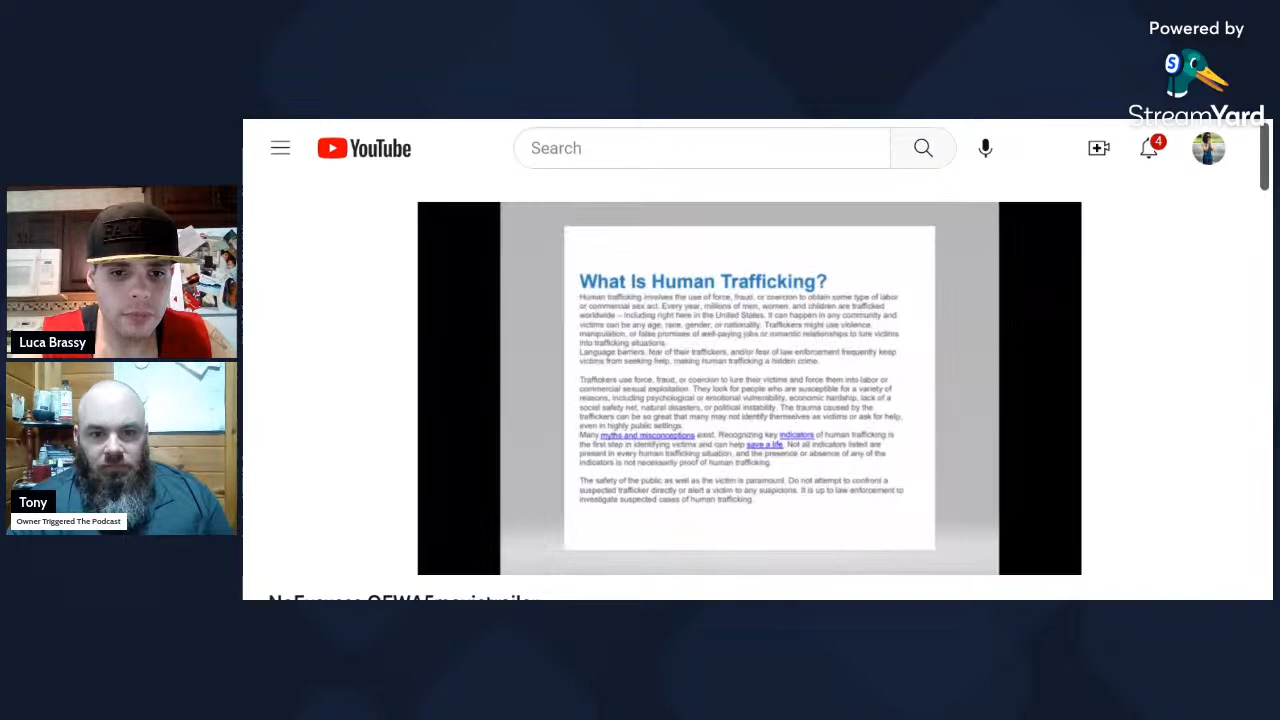 Powered by
StreamYard
YouTube
Search
4
What Is Human Trafficking?
Human trafficking involves the use of force, fraud, or coercion to obtain some type of labor
or commercial sex act. Every year, millions of men, women, and children are trafficked
worldwide – including right here in the United States. It can happen in any community and
victims can be any age, race, gender, or nationality. Traffickers might use violence,
manipulation, or false promises of well-paying jobs or romantic relationships to lure victims
into trafficking situations.
Language barriers, fear of their traffickers, and/or fear of law enforcement frequently keep
victims from seeking help, making human trafficking a hidden crime.
Traffickers use force, fraud, or coercion to lure their victims and force them into labor or
commercial sexual exploitation. They look for people who are susceptible for a variety of
reasons, including psychological or emotional vulnerability, economic hardship, lack of a
social safety net, natural disasters, or political instability. The trauma caused by the
traffickers can be so great that many may not identify themselves as victims or ask for help,
even in highly public settings.
Many myths and misconceptions exist. Recognizing key indicators of human trafficking is
the first step in identifying victims and can help save a life. Not all indicators listed are
present in every human trafficking situation, and the presence or absence of any of the
indicators is not necessarily proof of human trafficking.
The safety of the public as well as the victim is paramount. Do not attempt to confront a
suspected trafficker directly or alert a victim to any suspicions. It is up to law enforcement to
investigate suspected cases of human trafficking.
Luca Brassy
Tony
Owner Triggered The Podcast